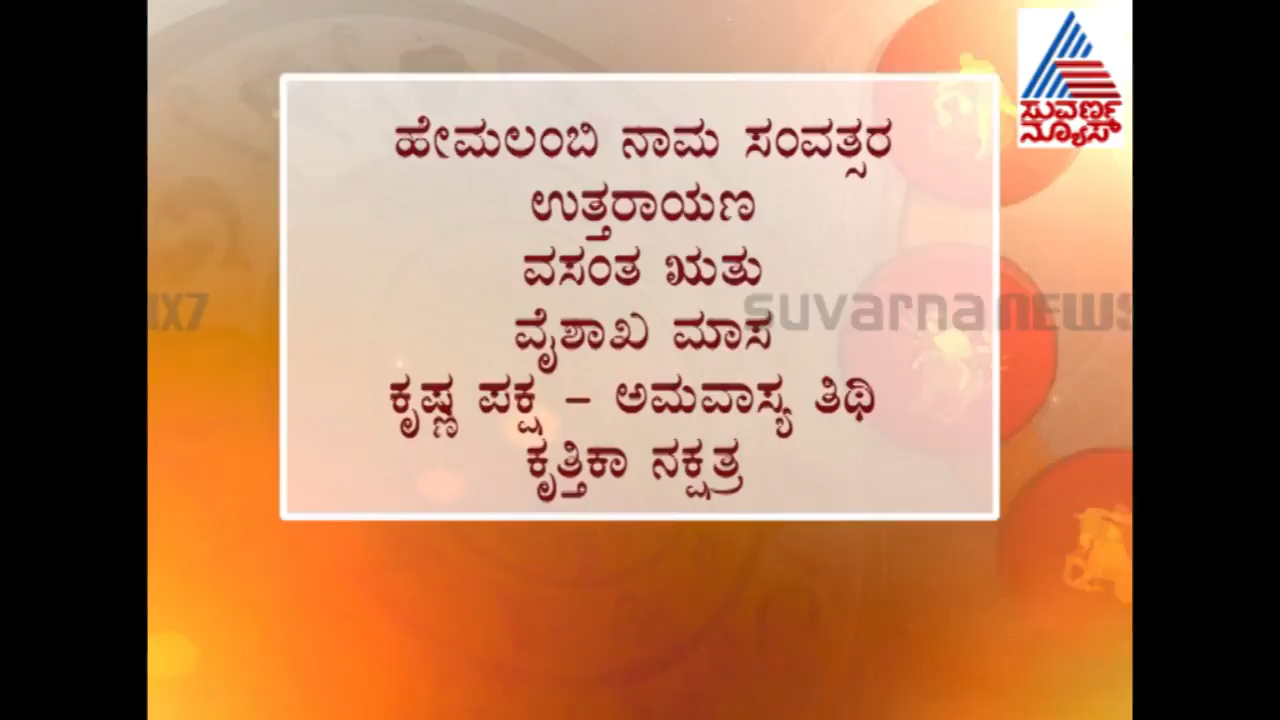 ಸುವರ್ಣ
ನ್ಯೂಸ್
ಹೇಮಲಂಬಿ ನಾಮ ಸಂವತ್ಸರ
ಉತ್ತರಾಯಣ
ವಸಂತ ಋತು
ವೈಶಾಖ ಮಾಸ
ಕೃಷ್ಣ ಪಕ್ಷ – ಅಮವಾಸ್ಯ ತಿಥಿ
ಕೃತ್ತಿಕಾ ನಕ್ಷತ್ರ
suvarna NEWS